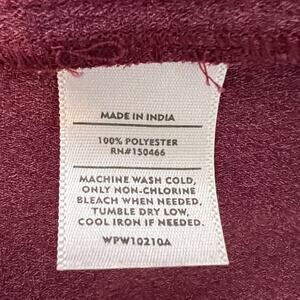 MADE IN INDIA
100% POLYESTER
RN#150466
MACHINE WASH COLD,
ONLY NON-CHLORINE
BLEACH WHEN NEEDED,
TUMBLE DRY LOW,
COOL IRON IF NEEDED.
WPW10210A